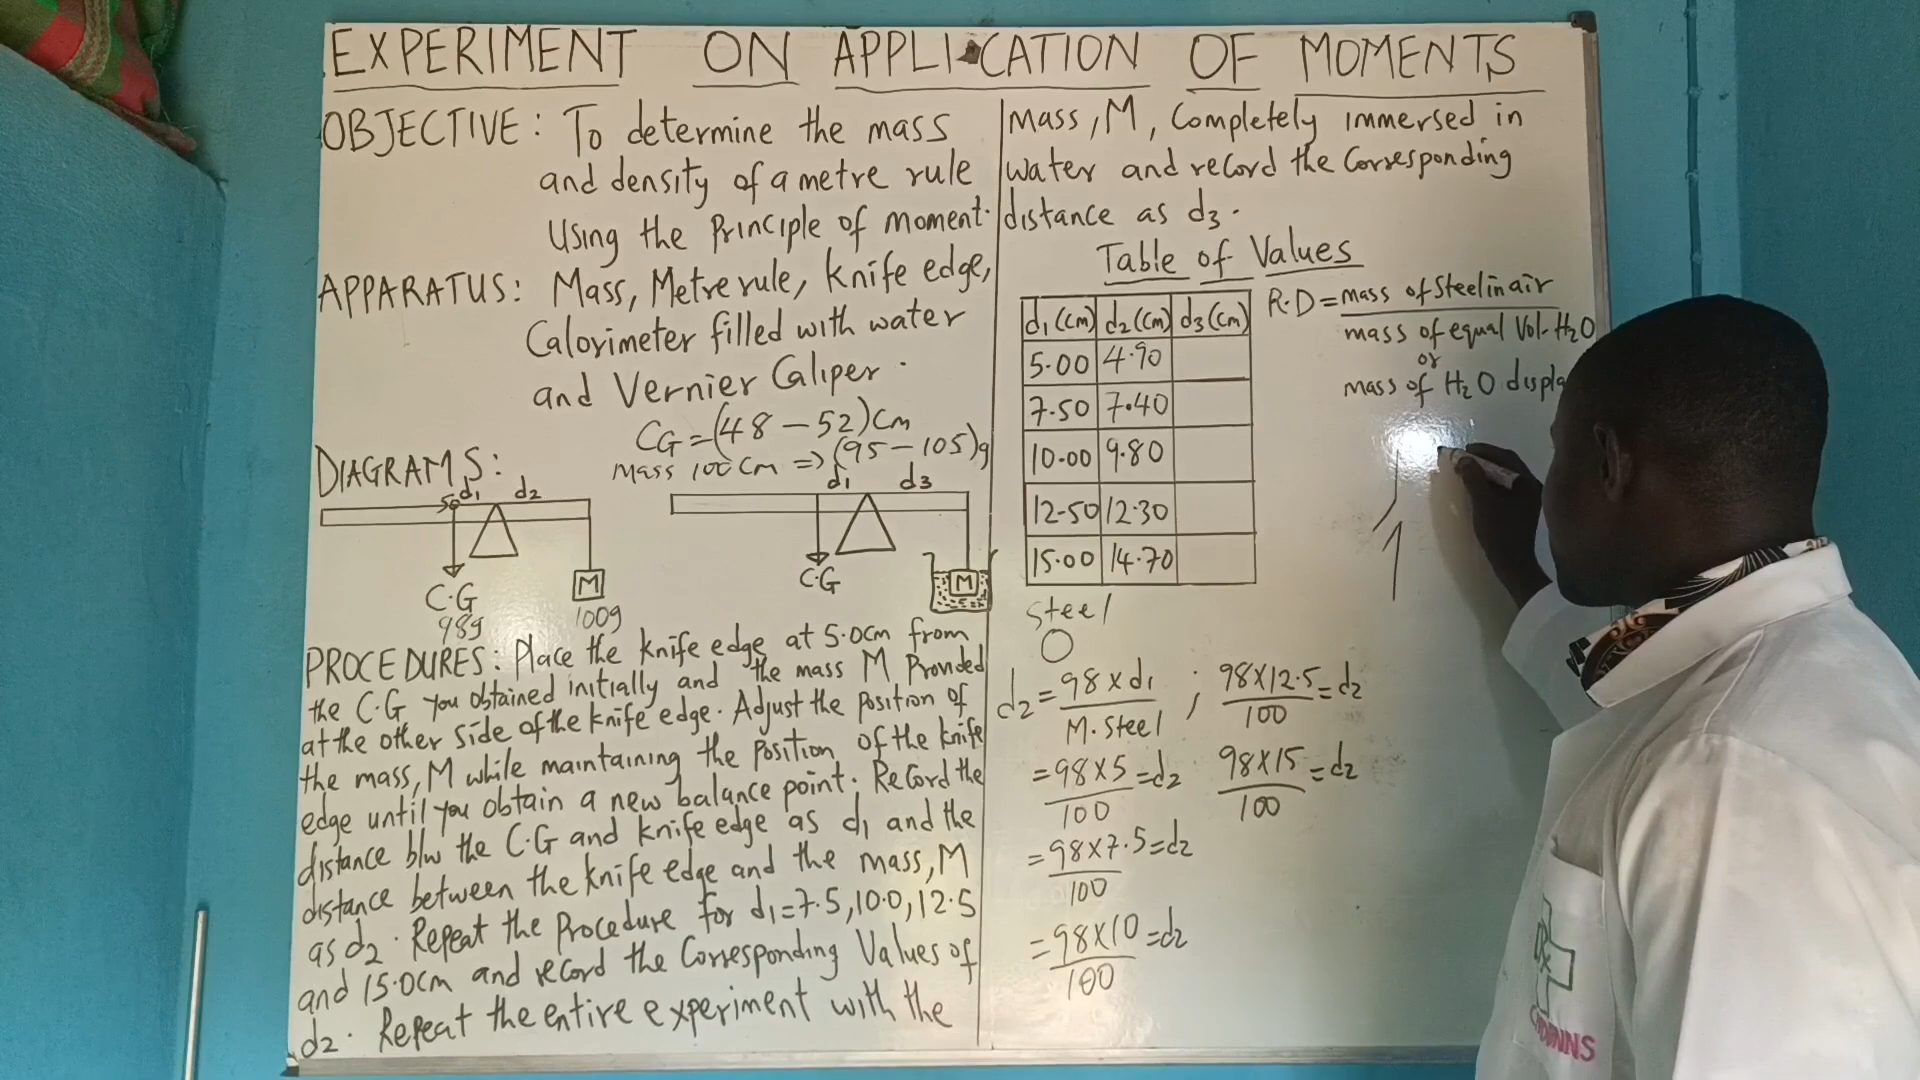 EXPERIMENT ON APPLICATION OF MOMENTS
OBJECTIVE: To determine the mass
and density of a metre rule
Using the Principle of moment.
APPARATUS: Mass, Metre rule, Knife edge,
Calorimeter filled with water
and Vernier Caliper.
CG = (48 – 52)cm
Mass 100cm => (95 – 105)g
DIAGRAMS:
50 d1 d2
C.G M
98g 100g
d1 d3
C.G M
PROCEDURES: Place the knife edge at 5.0cm from
the C.G you obtained initially and the mass M Provided
at the other side of the knife edge. Adjust the position of
the mass, M while maintaining the position of the knife
edge until you obtain a new balance point. Record the
distance b/w the C.G and knife edge as d1 and the
distance between the knife edge and the mass, M
as d2. Repeat the Procedure for d1=7.5, 10.0, 12.5
and 15.0cm and record the Corresponding Values of
d2. Repeat the entire experiment with the
Mass, M, Completely immersed in
water and record the Corresponding
distance as d3.
Table of Values
d1(cm) d2(cm) d3(cm)
5.00 4.90
7.50 7.40
10.00 9.80
12.50 12.30
15.00 14.70
R.D = mass of Steel in air
mass of equal Vol. H2O
or
mass of H2O
Steel
d2 = 98 x d1 / M. Steel ; 98X12.5 / 100 = d2
= 98 X 5 / 100 = d2 98X15 / 100 = d2
= 98X7.5 / 100 = d2
= 98X10 / 100 = d2